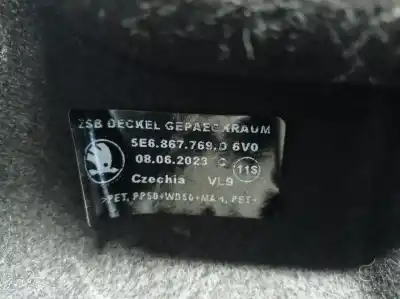 ZSB DECKEL GEPAECKRAUM
5E6.867.769.D 6V0
08.06.2023 C 11S
Czechia VL9
>PET, PP50+WD50+MA4, PET<